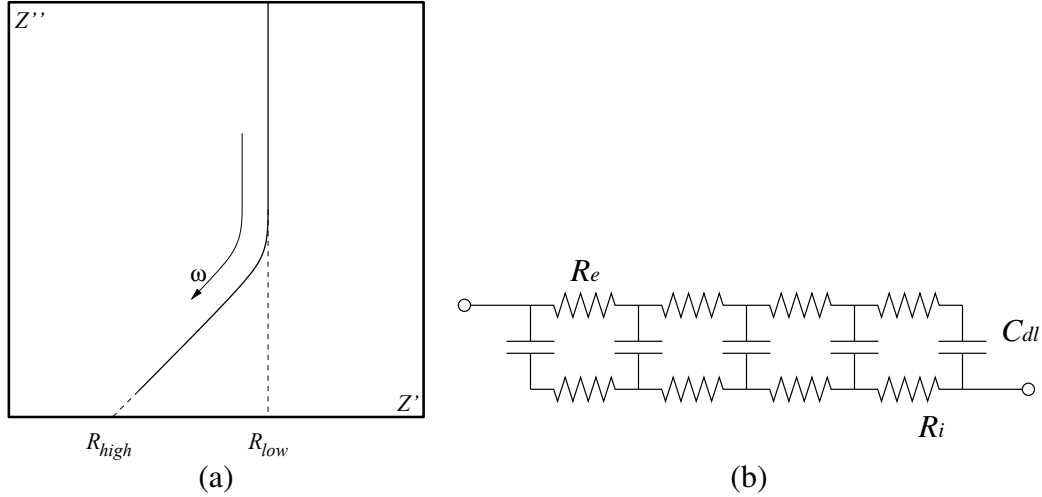 Z''
ω
Z'
R_high
R_low
(a)
R_e
C_dl
R_i
(b)